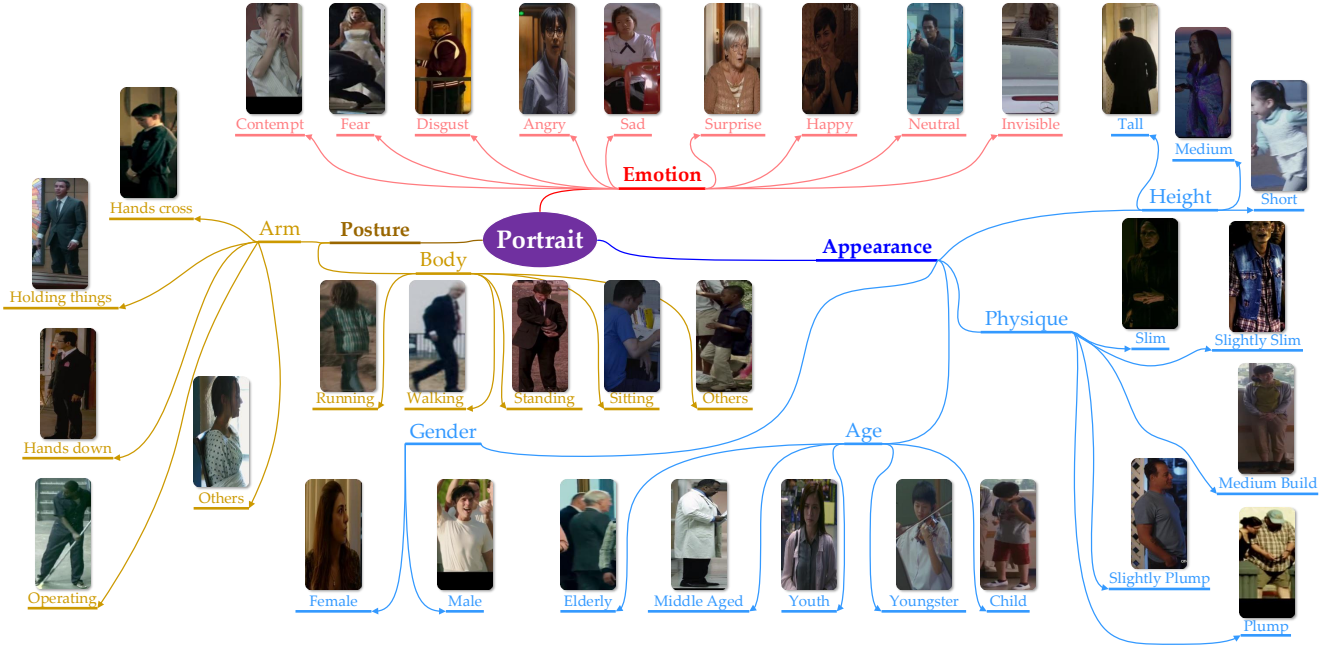 Contempt
Fear
Disgust
Angry
Sad
Surprise
Happy
Neutral
Invisible
Tall
Medium
Short
Emotion
Height
Hands cross
Arm
Posture
Portrait
Appearance
Body
Holding things
Physique
Slim
Slightly Slim
Running
Walking
Standing
Sitting
Others
Hands down
Gender
Age
Others
Medium Build
Slightly Plump
Operating
Female
Male
Elderly
Middle Aged
Youth
Youngster
Child
Plump